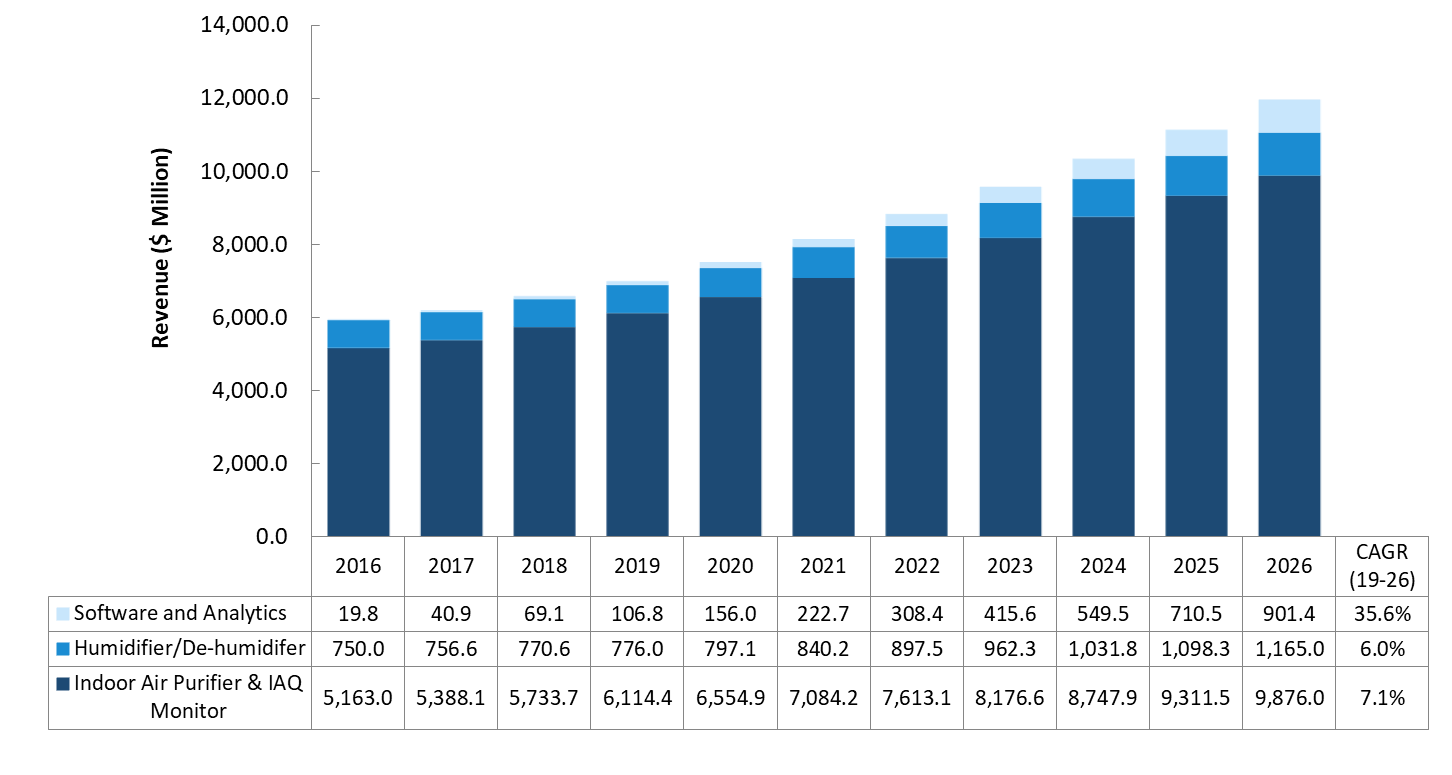 14,000.0
12,000.0
10,000.0
8,000.0
6,000.0
4,000.0
2,000.0
0.0
Revenue ($ Million)
2016 2017 2018 2019 2020 2021 2022 2023 2024 2025 2026 CAGR
(19-26)
Software and Analytics 19.8 40.9 69.1 106.8 156.0 222.7 308.4 415.6 549.5 710.5 901.4 35.6%
Humidifier/De-humidifer 750.0 756.6 770.6 776.0 797.1 840.2 897.5 962.3 1,031.8 1,098.3 1,165.0 6.0%
Indoor Air Purifier & IAQ
Monitor 5,163.0 5,388.1 5,733.7 6,114.4 6,554.9 7,084.2 7,613.1 8,176.6 8,747.9 9,311.5 9,876.0 7.1%